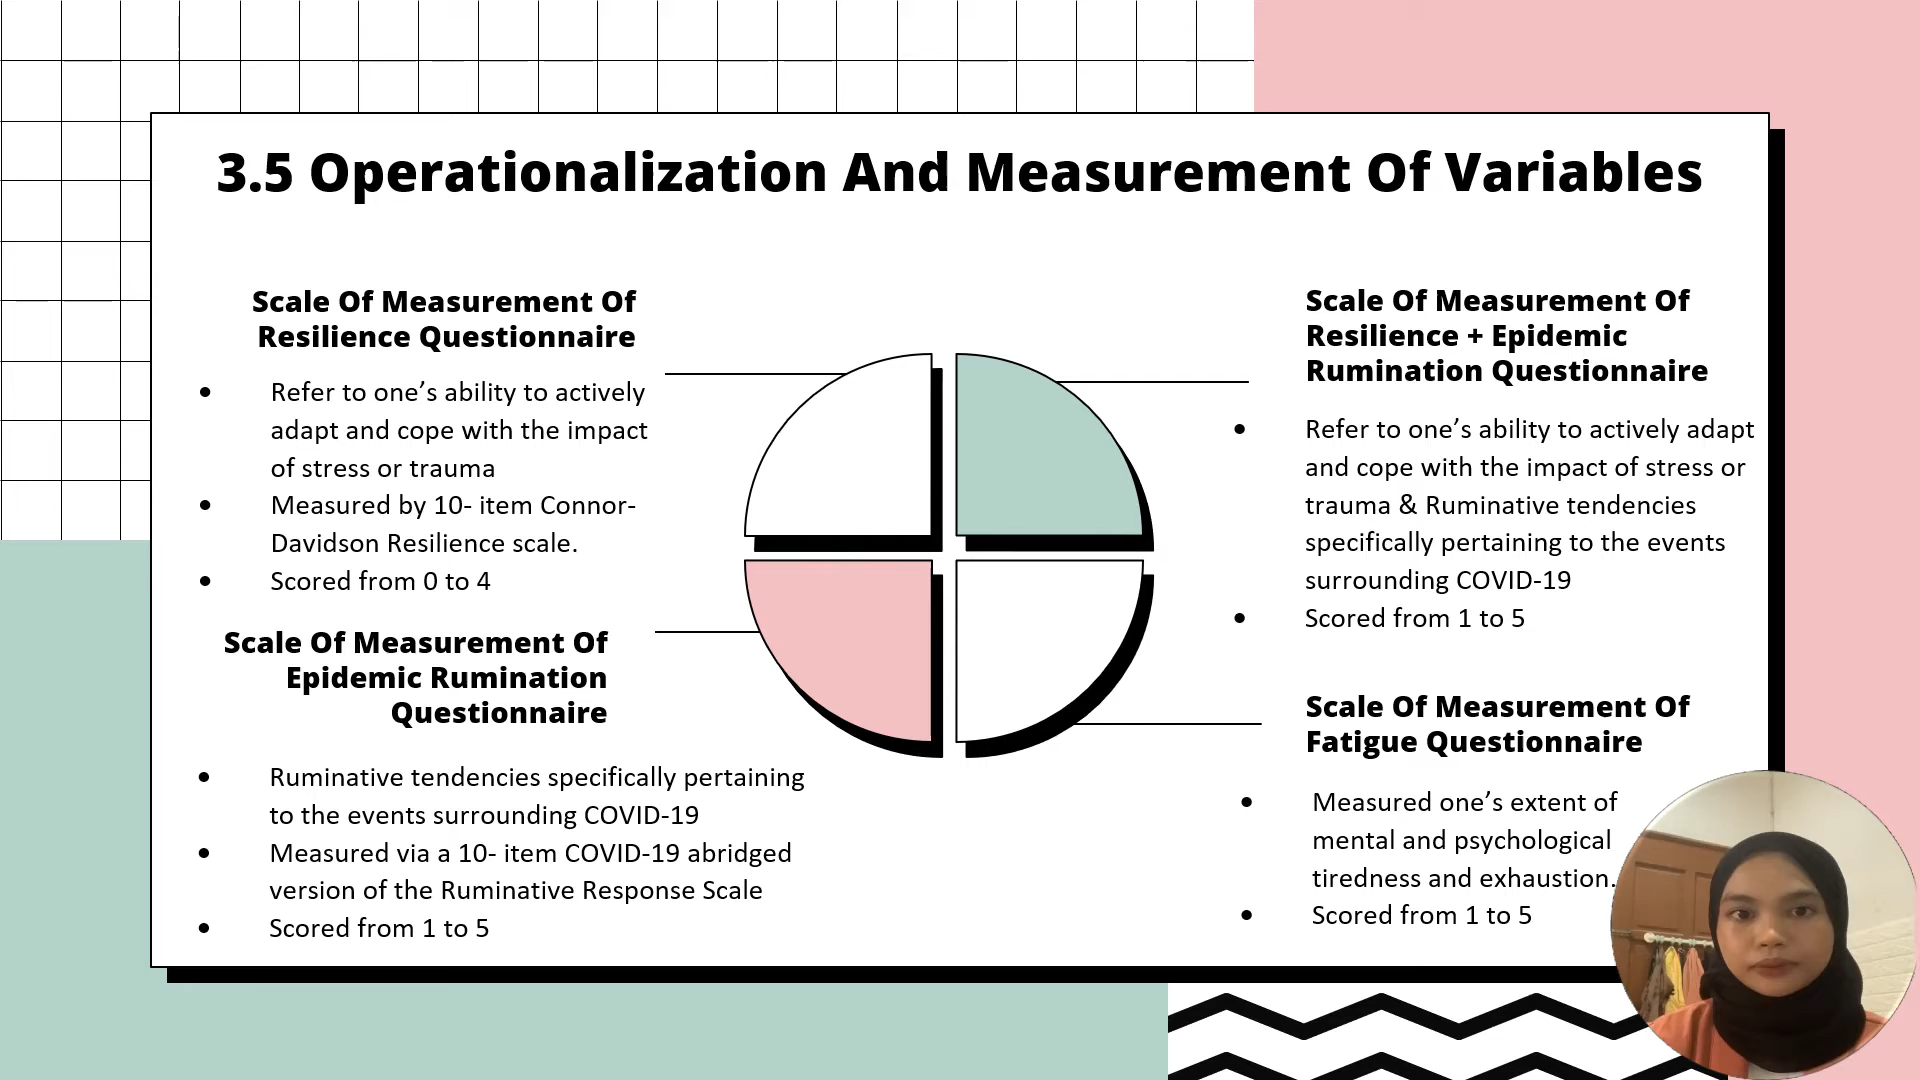 3.5 Operationalization And Measurement Of Variables
Scale Of Measurement Of
Resilience Questionnaire
• Refer to one’s ability to actively
adapt and cope with the impact
of stress or trauma
• Measured by 10- item Connor-
Davidson Resilience scale.
• Scored from 0 to 4
Scale Of Measurement Of
Epidemic Rumination
Questionnaire
• Ruminative tendencies specifically pertaining
to the events surrounding COVID-19
• Measured via a 10- item COVID-19 abridged
version of the Ruminative Response Scale
• Scored from 1 to 5
Scale Of Measurement Of
Resilience + Epidemic
Rumination Questionnaire
• Refer to one’s ability to actively adapt
and cope with the impact of stress or
trauma & Ruminative tendencies
specifically pertaining to the events
surrounding COVID-19
• Scored from 1 to 5
Scale Of Measurement Of
Fatigue Questionnaire
• Measured one’s extent of
mental and psychological
tiredness and exhaustion.
• Scored from 1 to 5